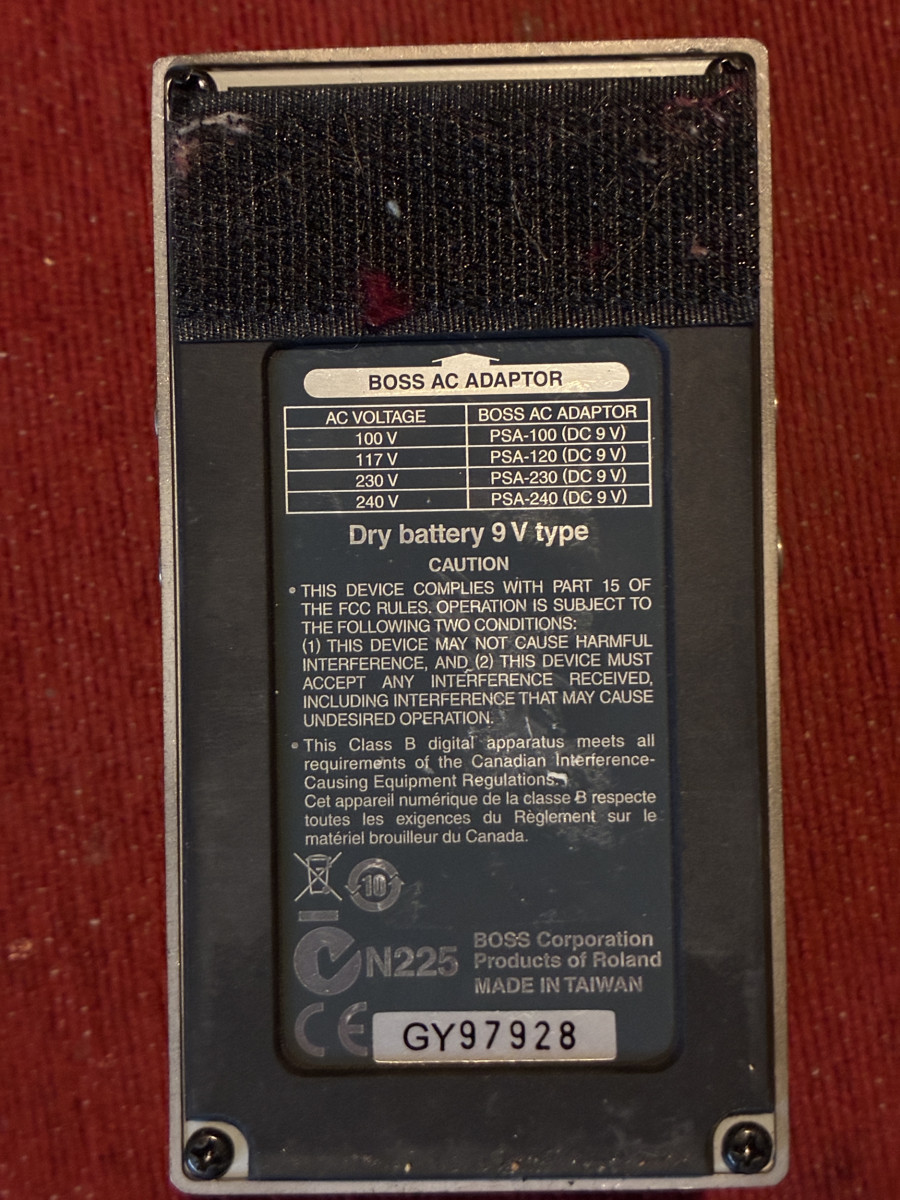 BOSS AC ADAPTOR
AC VOLTAGE BOSS AC ADAPTOR
100 V PSA-100 (DC 9 V)
117 V PSA-120 (DC 9 V)
230 V PSA-230 (DC 9 V)
240 V PSA-240 (DC 9 V)
Dry battery 9 V type
CAUTION
• THIS DEVICE COMPLIES WITH PART 15 OF
THE FCC RULES. OPERATION IS SUBJECT TO
THE FOLLOWING TWO CONDITIONS:
(1) THIS DEVICE MAY NOT CAUSE HARMFUL
INTERFERENCE, AND (2) THIS DEVICE MUST
ACCEPT ANY INTERFERENCE RECEIVED,
INCLUDING INTERFERENCE THAT MAY CAUSE
UNDESIRED OPERATION.
• This Class B digital apparatus meets all
requirements of the Canadian Interference-
Causing Equipment Regulations.
Cet appareil numérique de la classe B respecte
toutes les exigences du Règlement sur le
matériel brouilleur du Canada.
10
N225
BOSS Corporation
Products of Roland
MADE IN TAIWAN
CE
GY97928